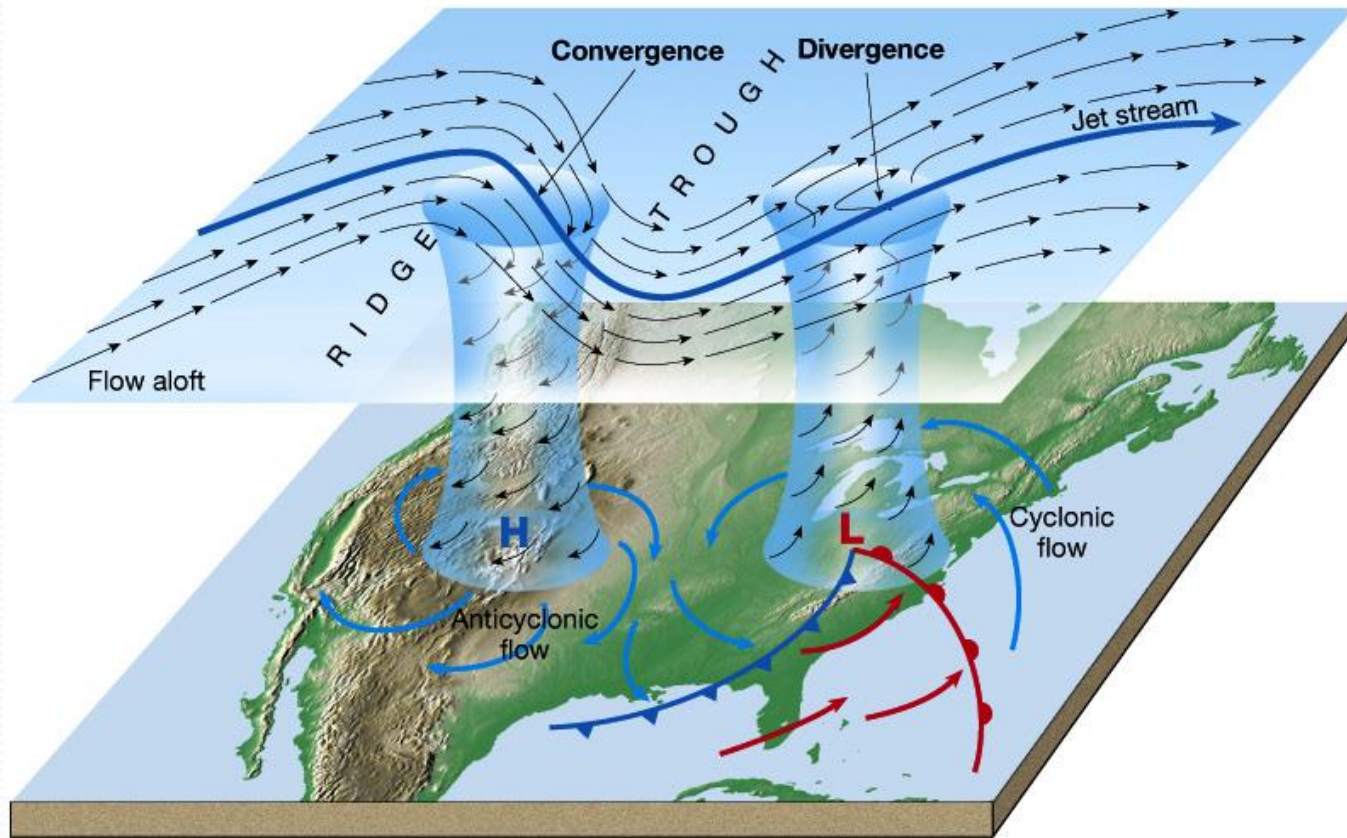 Convergence
Divergence
TROUGH
Jet stream
RIDGE
Flow aloft
H
L
Cyclonic
flow
Anticyclonic
flow